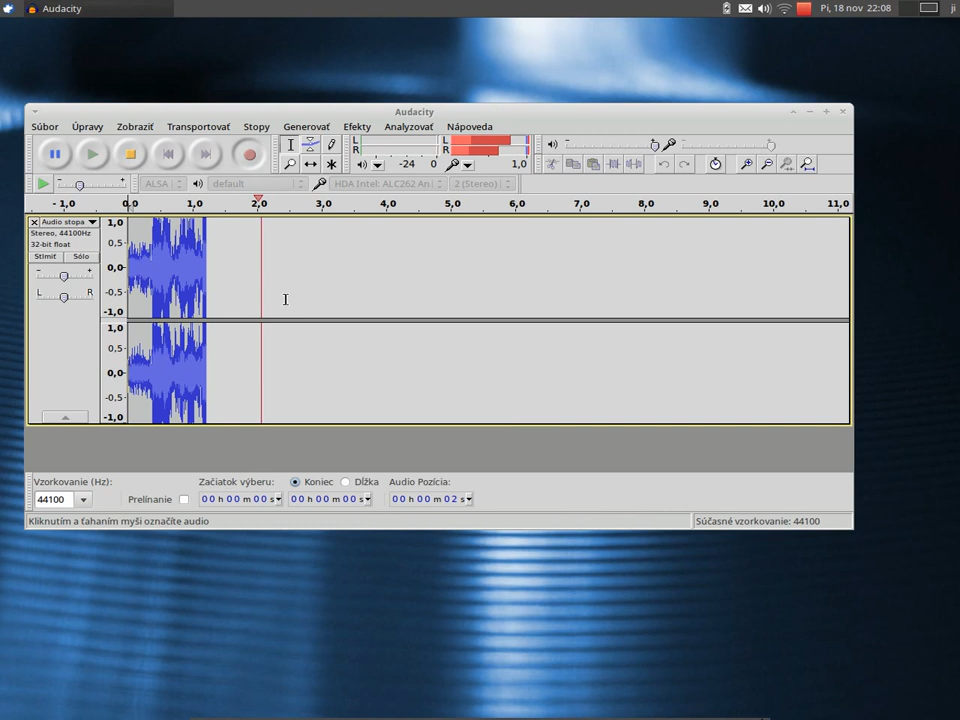 Audacity
Pi, 18 nov 22:08
ji
Audacity
Súbor Úpravy Zobraziť Transportovať Stopy Generovať Efekty Analyzovať Nápoveda
L L
R R
-24 0 1,0
ALSA default HDA Intel: ALC262 An 2 (Stereo)
- 1,0 0,0 1,0 2,0 3,0 4,0 5,0 6,0 7,0 8,0 9,0 10,0 11,0
Audio stopa
Stereo, 44100Hz
32-bit float
Stlmiť Sólo
- +
L R
1,0
0,5
0,0
-0,5
-1,0
1,0
0,5
0,0
-0,5
-1,0
Vzorkovanie (Hz): Začiatok výberu: Koniec Dĺžka Audio Pozícia:
44100 Prelínanie 00 h 00 m 00 s 00 h 00 m 00 s 00 h 00 m 02 s
Kliknutím a ťahaním myši označíte audio Súčasné vzorkovanie: 44100